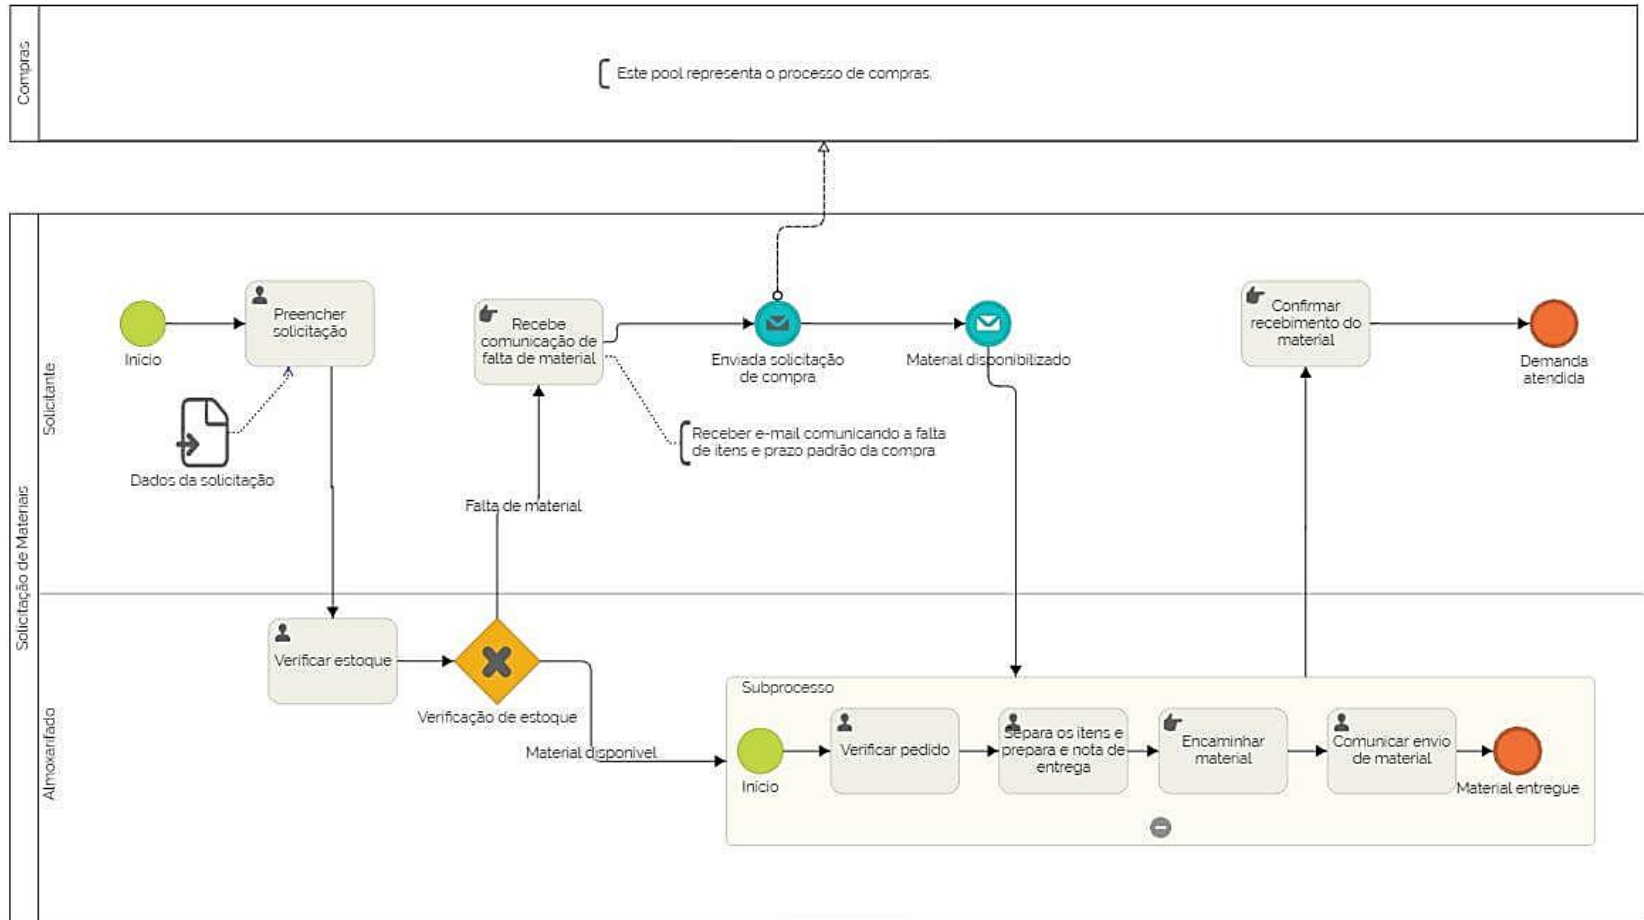 Compras
Este pool representa o processo de compras.
Solicitação de Materiais
Solicitante
Início
Preencher
solicitação
Dados da solicitação
Recebe
comunicação de
falta de material
Receber e-mail comunicando a falta
de itens e prazo padrão da compra
Enviada solicitação
de compra
Material disponibilizado
Confirmar
recebimento do
material
Demanda
atendida
Falta de material
Almoxarifado
Verificar estoque
Verificação de estoque
Material disponível
Subprocesso
Início
Verificar pedido
Separa os itens e
prepara e nota de
entrega
Encaminhar
material
Comunicar envio
de material
Material entregue